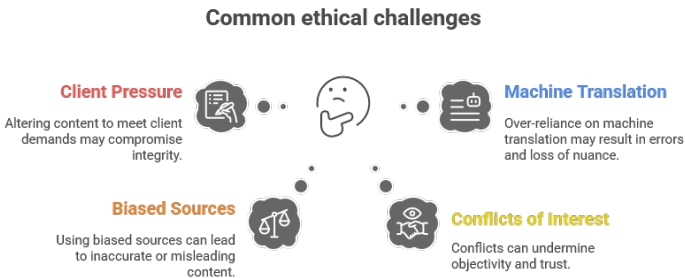 Common ethical challenges
Client Pressure
Altering content to meet client
demands may compromise
integrity.
Machine Translation
Over-reliance on machine
translation may result in errors
and loss of nuance.
Biased Sources
Using biased sources can lead
to inaccurate or misleading
content.
Conflicts of Interest
Conflicts can undermine
objectivity and trust.